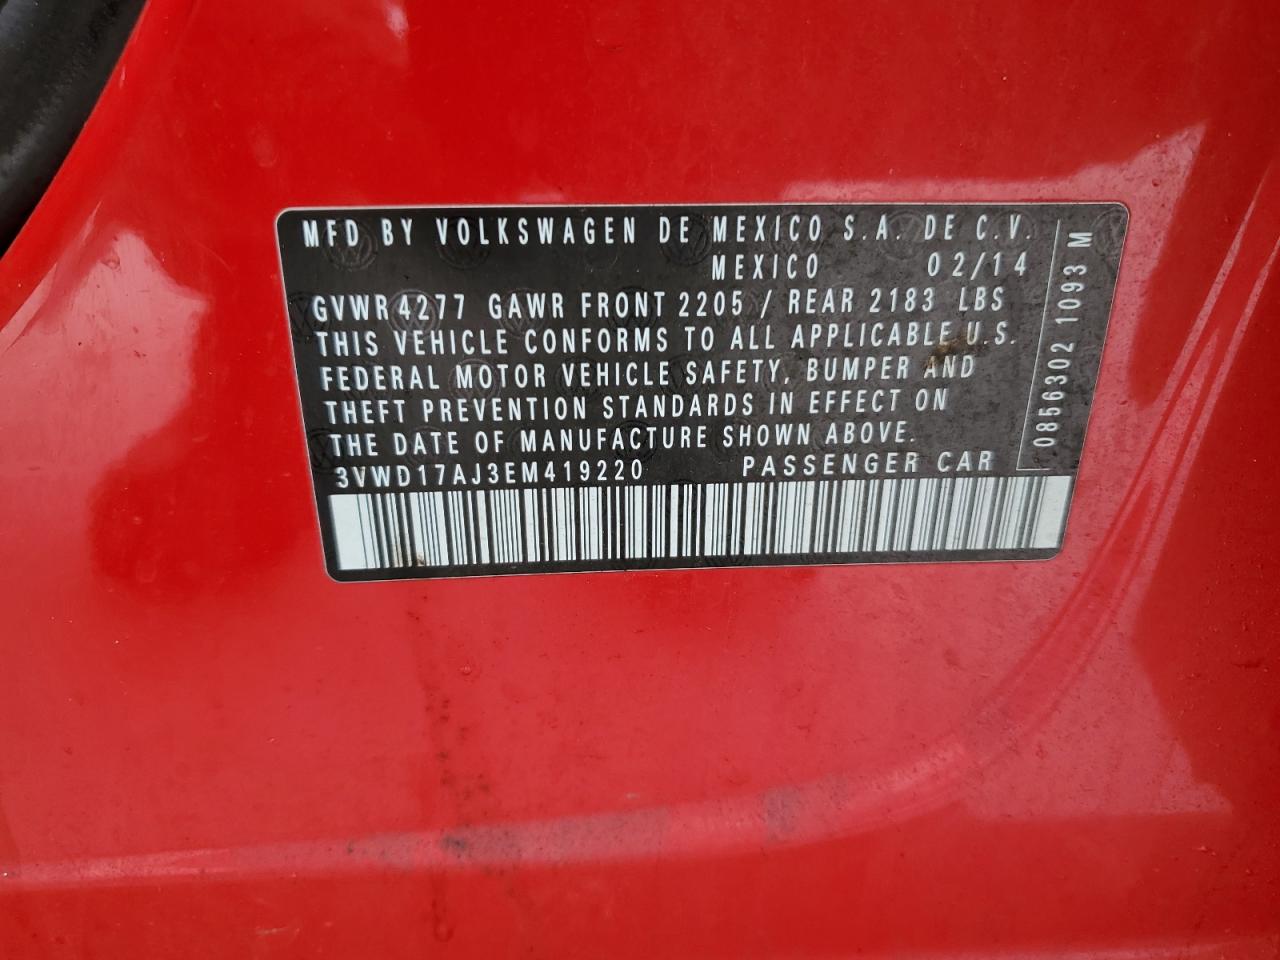 MFD BY VOLKSWAGEN DE MEXICO S.A. DE C.V.
MEXICO 02/14
GVWR 4277 GAWR FRONT 2205 / REAR 2183 LBS
THIS VEHICLE CONFORMS TO ALL APPLICABLE U.S.
FEDERAL MOTOR VEHICLE SAFETY, BUMPER AND
THEFT PREVENTION STANDARDS IN EFFECT ON
THE DATE OF MANUFACTURE SHOWN ABOVE.
3VWD17AJ3EM419220 PASSENGER CAR
0856302 1093 M